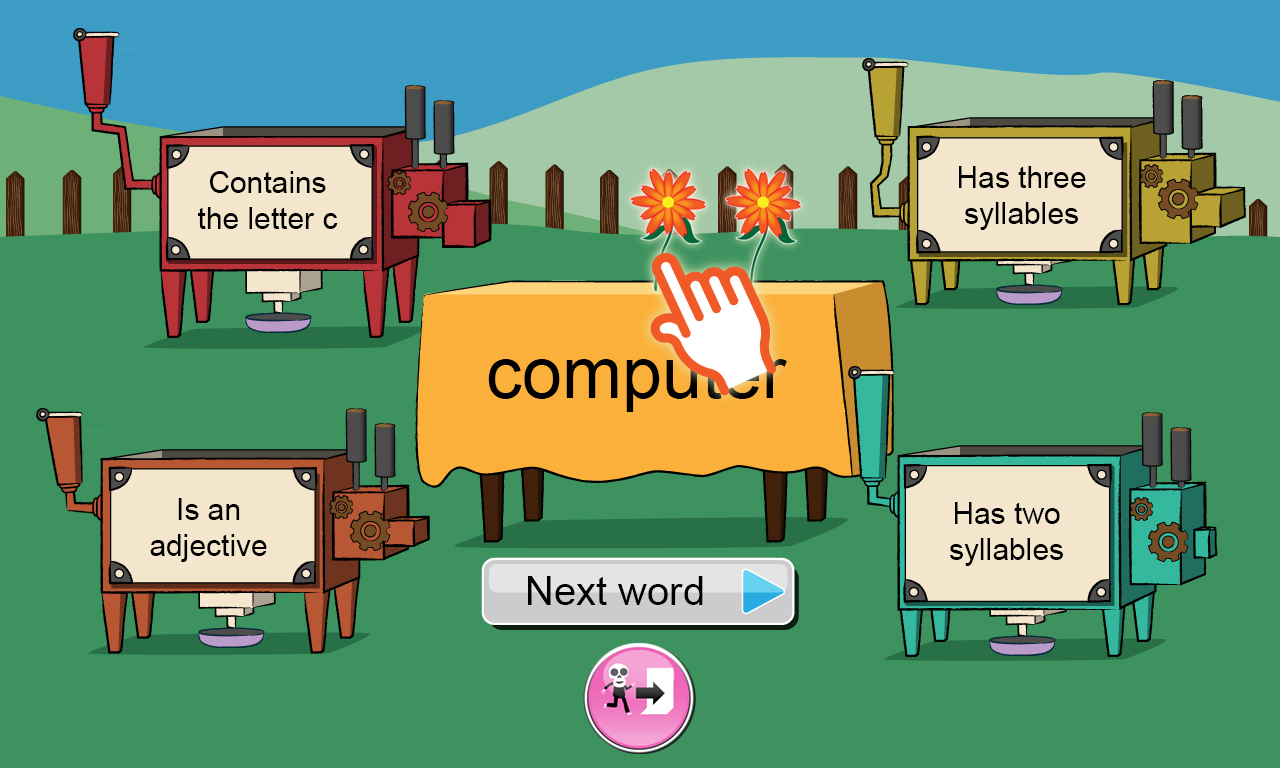 Contains
the letter c
Has three
syllables
computer
Is an
adjective
Has two
syllables
Next word